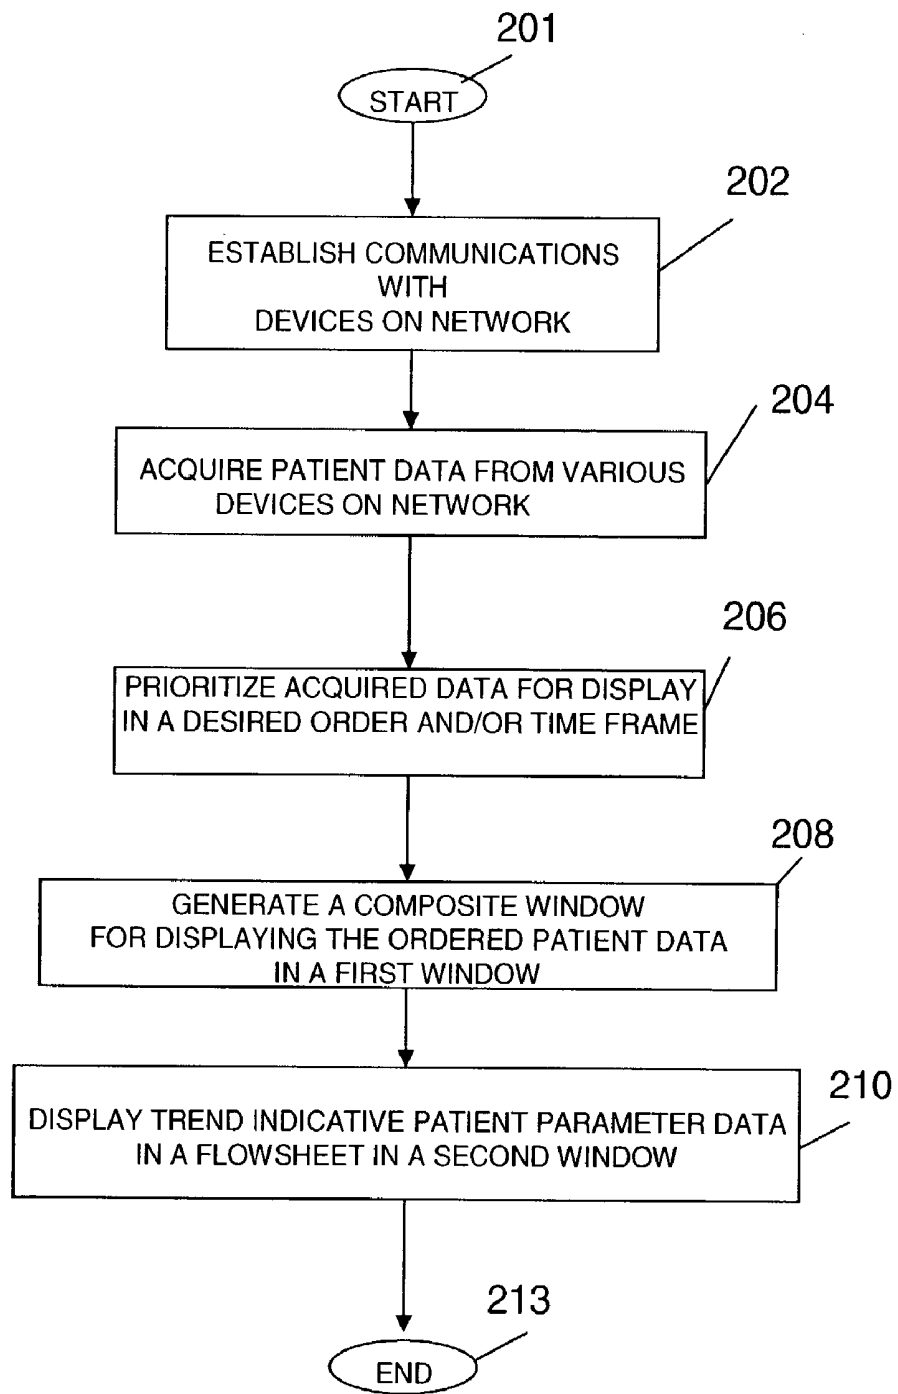 201
START
202
ESTABLISH COMMUNICATIONS
WITH
DEVICES ON NETWORK
204
ACQUIRE PATIENT DATA FROM VARIOUS
DEVICES ON NETWORK
206
PRIORITIZE ACQUIRED DATA FOR DISPLAY
IN A DESIRED ORDER AND/OR TIME FRAME
208
GENERATE A COMPOSITE WINDOW
FOR DISPLAYING THE ORDERED PATIENT DATA
IN A FIRST WINDOW
210
DISPLAY TREND INDICATIVE PATIENT PARAMETER DATA
IN A FLOWSHEET IN A SECOND WINDOW
213
END